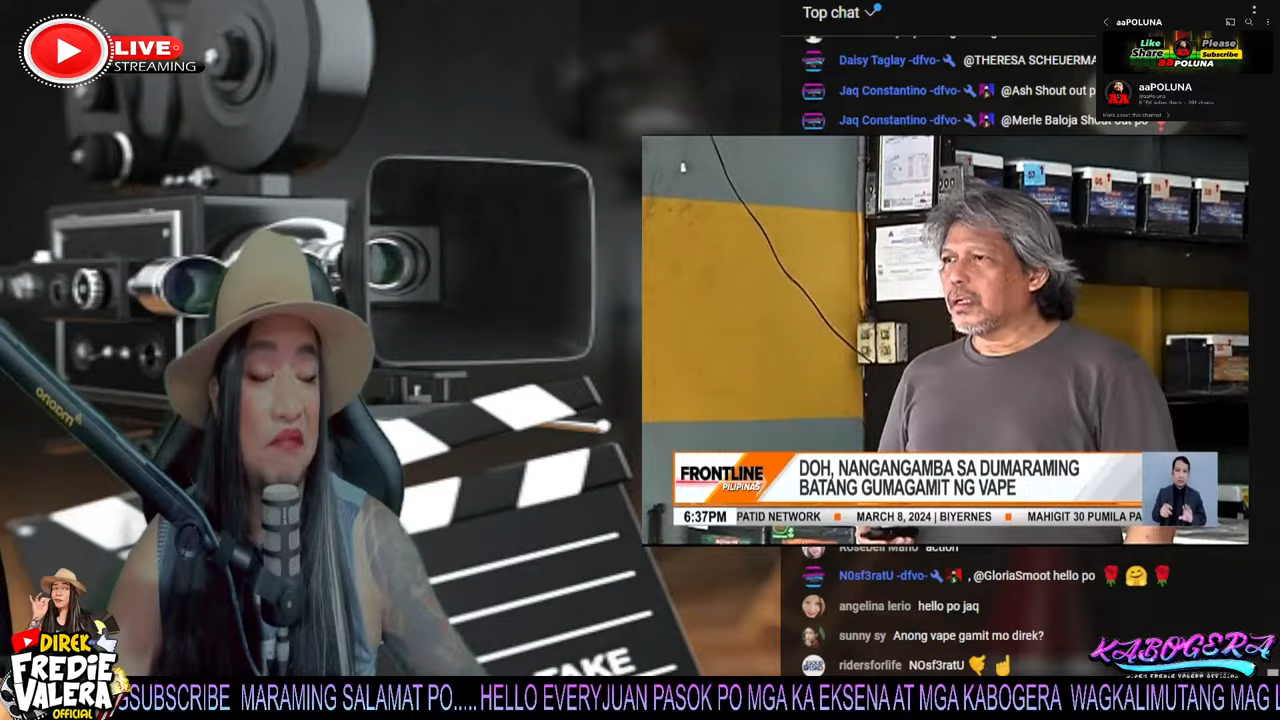 LIVE
STREAMING
Top chat
aaPOLUNA
Like
Share
Please
Subscribe
aaPOLUNA
aaPOLUNA
Daisy Taglay -dfvo- @THERESA SCHEUERMA
Jaq Constantino -dfvo- @Ash Shout out p
Jaq Constantino -dfvo- @Merle Baloja Shout out po
maono
FRONTLINE
PILIPINAS
DOH, NANGANGAMBA SA DUMARAMING
BATANG GUMAGAMIT NG VAPE
6:37PM PATID NETWORK MARCH 8, 2024 | BIYERNES MAHIGIT 30 PUMILA PA
action
N0sf3ratU -dfvo- , @GloriaSmoot hello po
angelina lerio hello po jaq
sunny sy Anong vape gamit mo direk?
ridersforlife N0sf3ratU
TAKE
KABOGERA
DIREK
FREDIE
VALERA
OFFICIAL
GSUBSCRIBE MARAMING SALAMAT PO..... HELLO EVERYJUAN PASOK PO MGA KA EKSENA AT MGA KABOGERA WAGKALIMUTANG MAG L